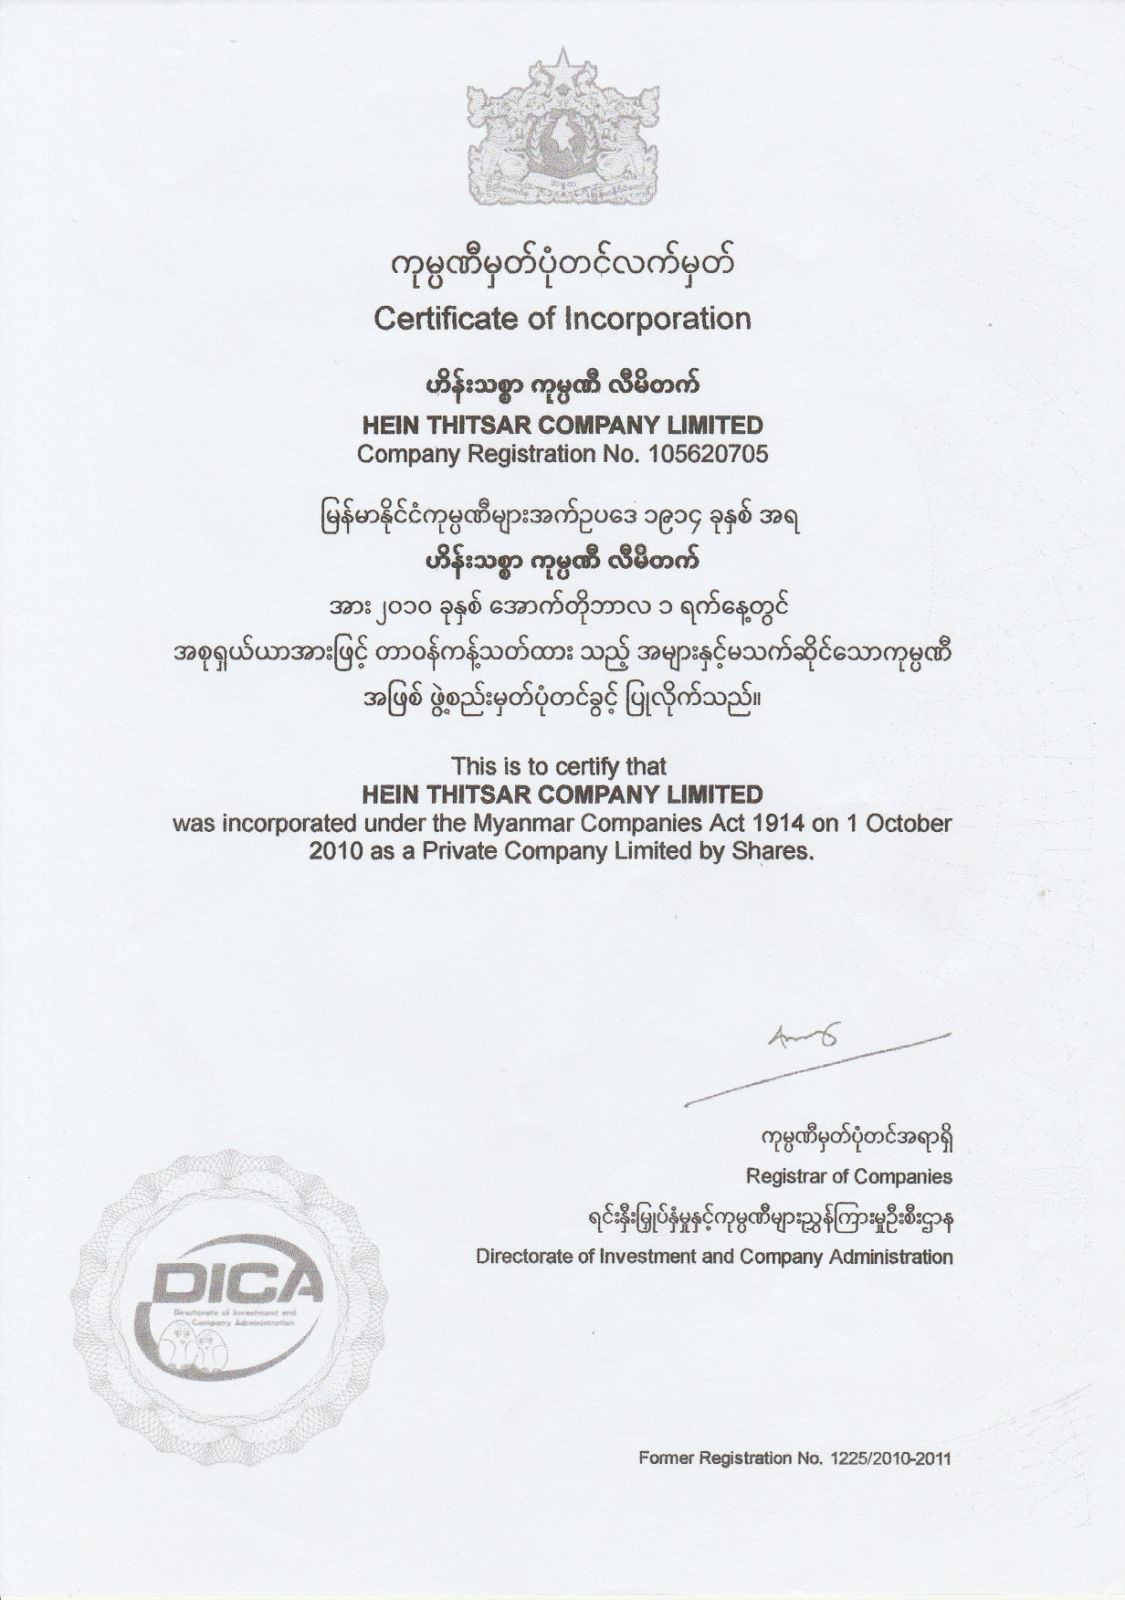 ကုမ္ပဏီမှတ်ပုံတင်လက်မှတ်
Certificate of Incorporation
ဟိန်းသစ္စာ ကုမ္ပဏီ လီမိတက်
HEIN THITSAR COMPANY LIMITED
Company Registration No. 105620705
မြန်မာနိုင်ငံကုမ္ပဏီများအက်ဥပဒေ ၁၉၁၄ ခုနှစ် အရ
ဟိန်းသစ္စာ ကုမ္ပဏီ လီမိတက်
အား ၂၀၁၀ ခုနှစ် အောက်တိုဘာလ ၁ ရက်နေ့တွင်
အစုရှယ်ယာအားဖြင့် တာဝန်ကန့်သတ်ထား သည့် အများနှင့်မသက်ဆိုင်သောကုမ္ပဏီ
အဖြစ် ဖွဲ့စည်းမှတ်ပုံတင်ခွင့် ပြုလိုက်သည်။
This is to certify that
HEIN THITSAR COMPANY LIMITED
was incorporated under the Myanmar Companies Act 1914 on 1 October
2010 as a Private Company Limited by Shares.
ကုမ္ပဏီမှတ်ပုံတင်အရာရှိ
Registrar of Companies
ရင်းနှီးမြှုပ်နှံမှုနှင့်ကုမ္ပဏီများညွှန်ကြားမှုဦးစီးဌာန
Directorate of Investment and Company Administration
DICA
Directorate of Investment and
Company Administration
Former Registration No. 1225/2010-2011